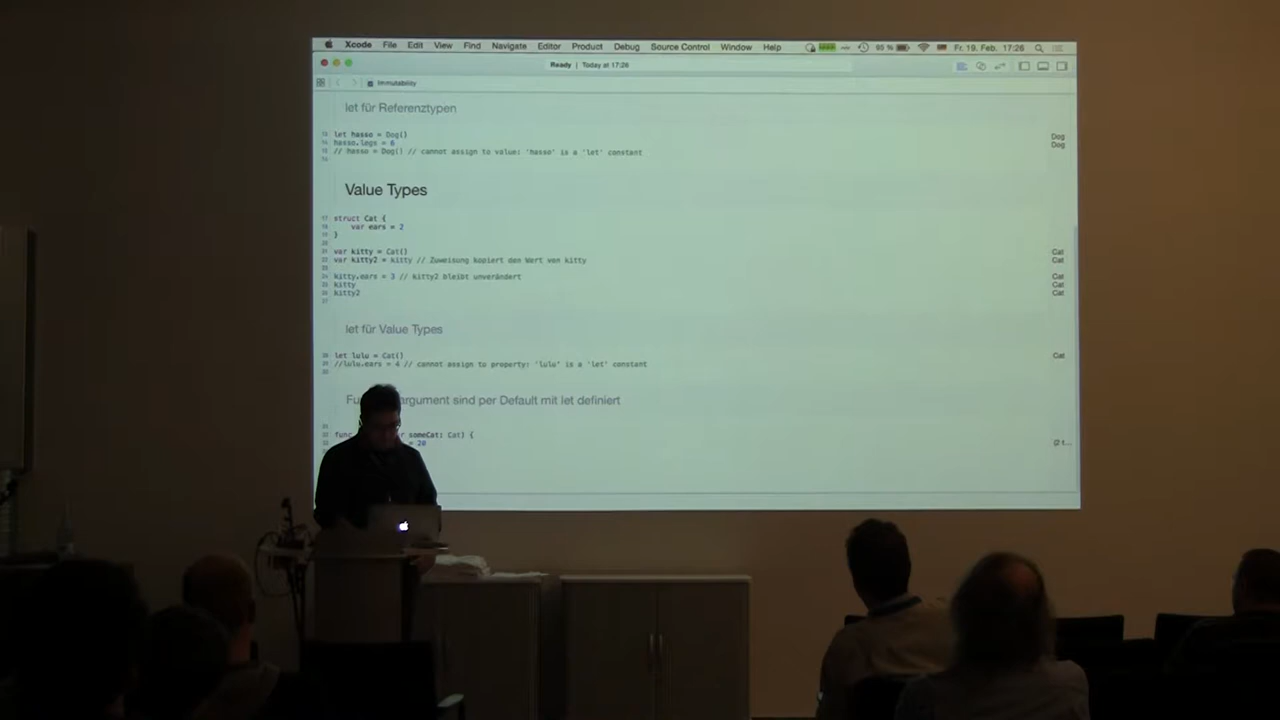 Xcode File Edit View Find Navigate Editor Product Debug Source Control Window Help 95 % Fr. 19. Feb. 17:26
Ready | Today at 17:26
Immutability
let für Referenztypen
let hasso = Dog() Dog
hasso.legs = 6 Dog
// hasso = Dog() // cannot assign to value: 'hasso' is a 'let' constant
Value Types
struct Cat {
var ears = 2
}
var kitty = Cat() Cat
var kitty2 = kitty // Zuweisung kopiert den Wert von kitty Cat
kitty.ears = 3 // kitty2 bleibt unverändert Cat
kitty Cat
kitty2 Cat
let für Value Types
let lulu = Cat() Cat
//lulu.ears = 4 // cannot assign to property: 'lulu' is a 'let' constant
argument sind per Default mit let definiert
func someCat: Cat) {
= 20